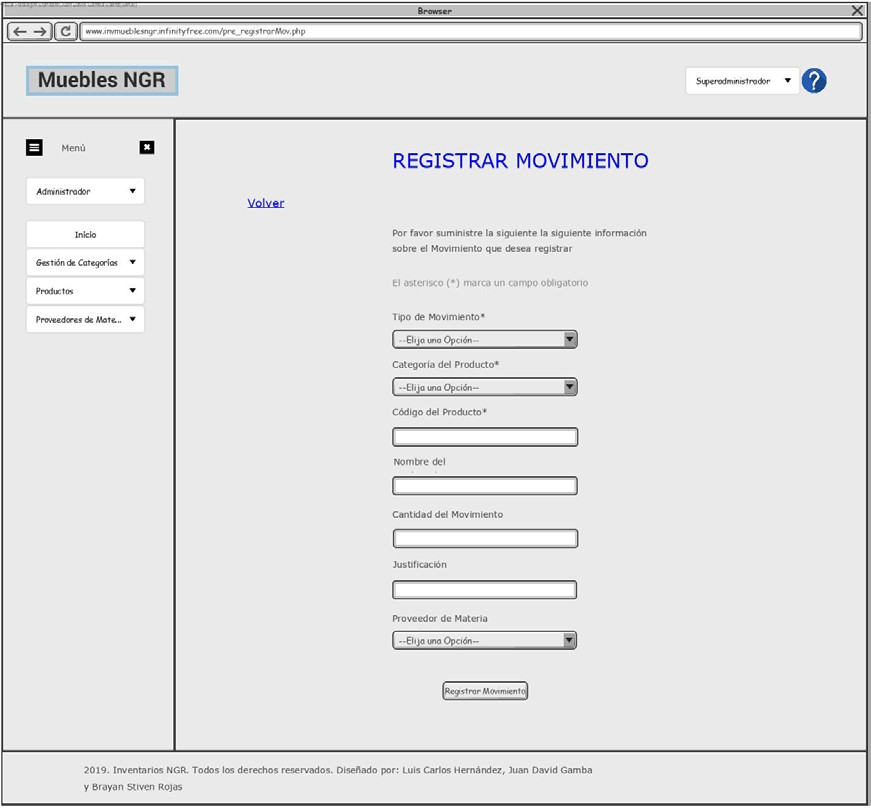 Browser
www.invmueblesngr.infinityfree.com/pre_registrarMov.php
Muebles NGR
Superadministrador
?
Menú
Administrador
Inicio
Gestión de Categorías
Productos
Proveedores de Mate...
REGISTRAR MOVIMIENTO
Volver
Por favor suministre la siguiente la siguiente información
sobre el Movimiento que desea registrar
El asterisco (*) marca un campo obligatorio
Tipo de Movimiento*
--Elija una Opción--
Categoría del Producto*
--Elija una Opción--
Código del Producto*
Nombre del
Cantidad del Movimiento
Justificación
Proveedor de Materia
--Elija una Opción--
Registrar Movimiento
2019. Inventarios NGR. Todos los derechos reservados. Diseñado por: Luis Carlos Hernández, Juan David Gamba
y Brayan Stiven Rojas